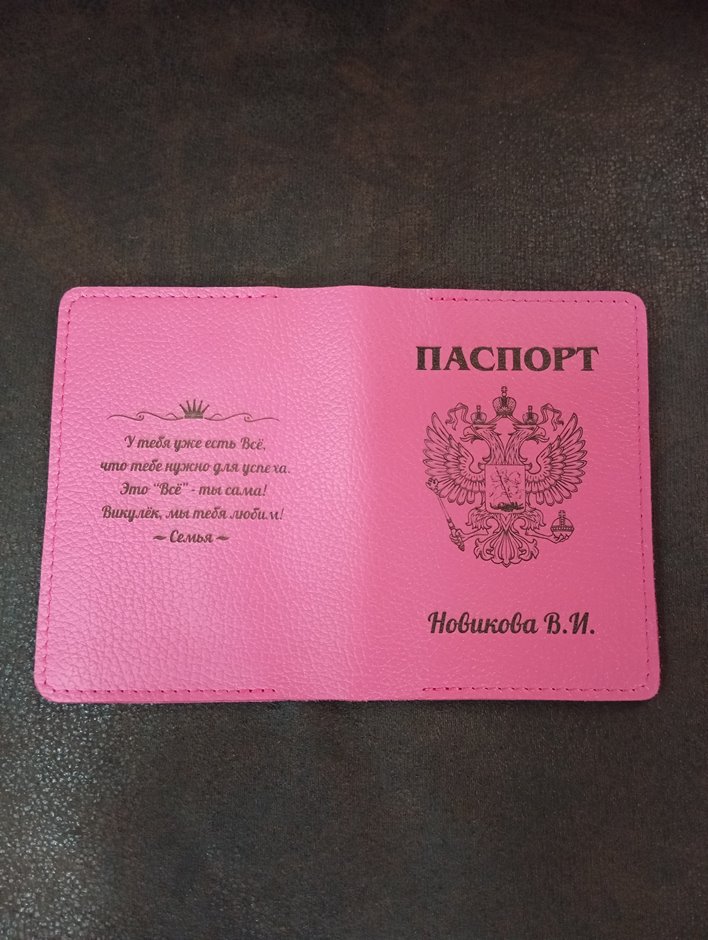 У тебя уже есть Всё,
что тебе нужно для успеха.
Это “Всё” - ты сама!
Викулёк, мы тебя любим!
~ Семья ~
ПАСПОРТ
Новикова В.И.